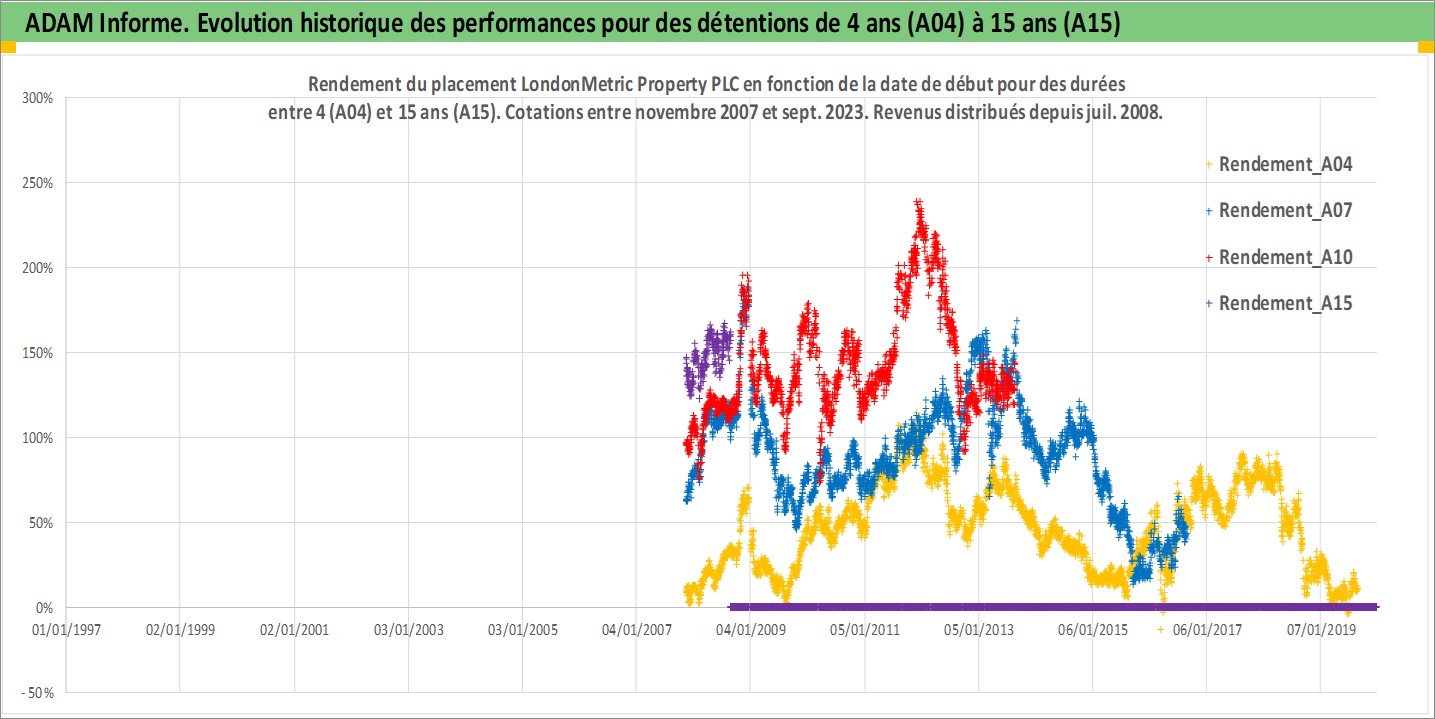 ADAM Informe. Evolution historique des performances pour des détentions de 4 ans (A04) à 15 ans (A15)
Rendement du placement LondonMetric Property PLC en fonction de la date de début pour des durées
entre 4 (A04) et 15 ans (A15). Cotations entre novembre 2007 et sept. 2023. Revenus distribués depuis juil. 2008.
300%
250%
200%
150%
100%
50%
0%
-50%
Rendement_A04
Rendement_A07
Rendement_A10
Rendement_A15
01/01/1997 02/01/1999 02/01/2001 03/01/2003 03/01/2005 04/01/2007 04/01/2009 05/01/2011 05/01/2013 06/01/2015 06/01/2017 07/01/2019